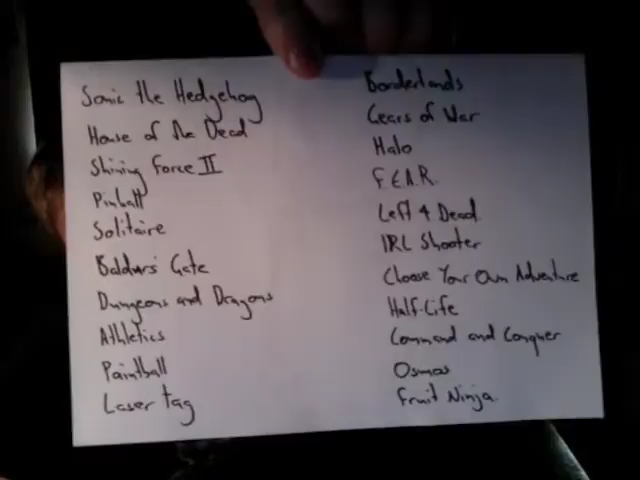 Sonic the Hedgehog
House of the Dead
Shining Force II
Pinball
Solitaire
Baldurs Gate
Dungeons and Dragons
Athletics
Paintball
Laser tag
Borderlands
Gears of War
Halo
F.E.A.R.
Left 4 Dead
IRL Shooter
Choose Your Own Adventure
Half-Life
Command and Conquer
Osmos
Fruit Ninja